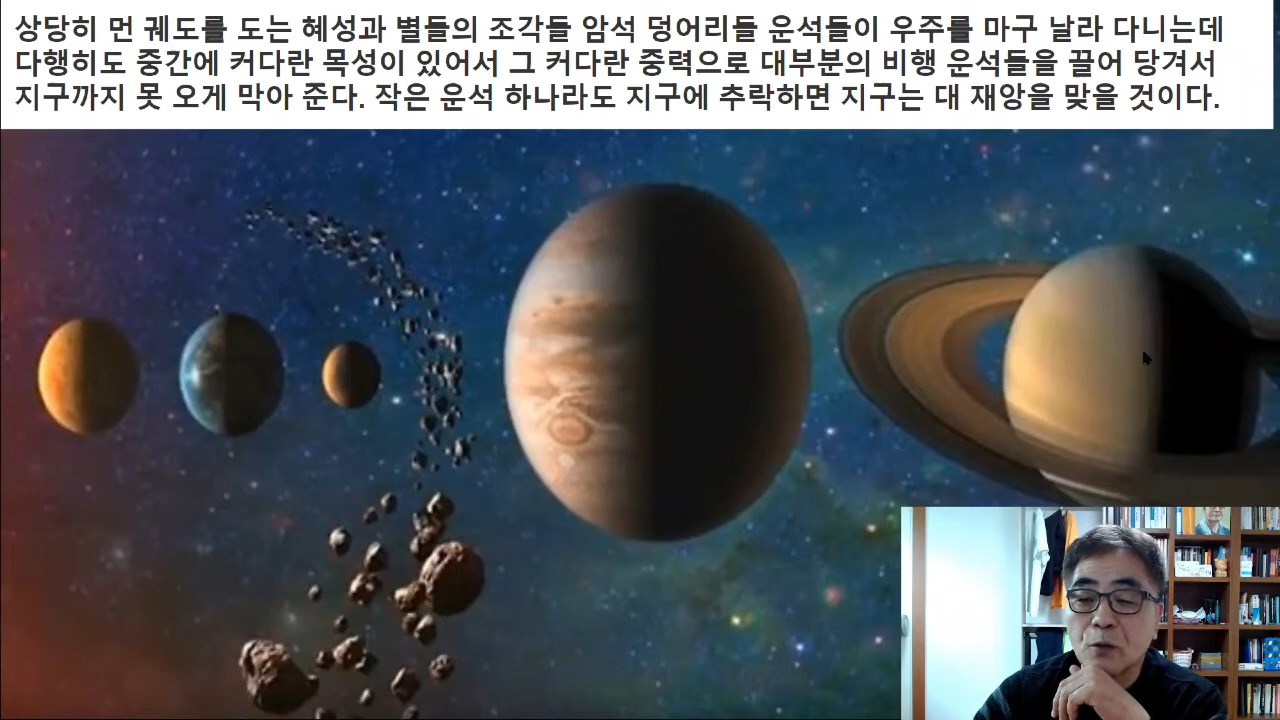 상당히 먼 궤도를 도는 혜성과 별들의 조각들 암석 덩어리들 운석들이 우주를 마구 날라 다니는데
다행히도 중간에 커다란 목성이 있어서 그 커다란 중력으로 대부분의 비행 운석들을 끌어 당겨서
지구까지 못 오게 막아 준다. 작은 운석 하나라도 지구에 추락하면 지구는 대 재앙을 맞을 것이다.